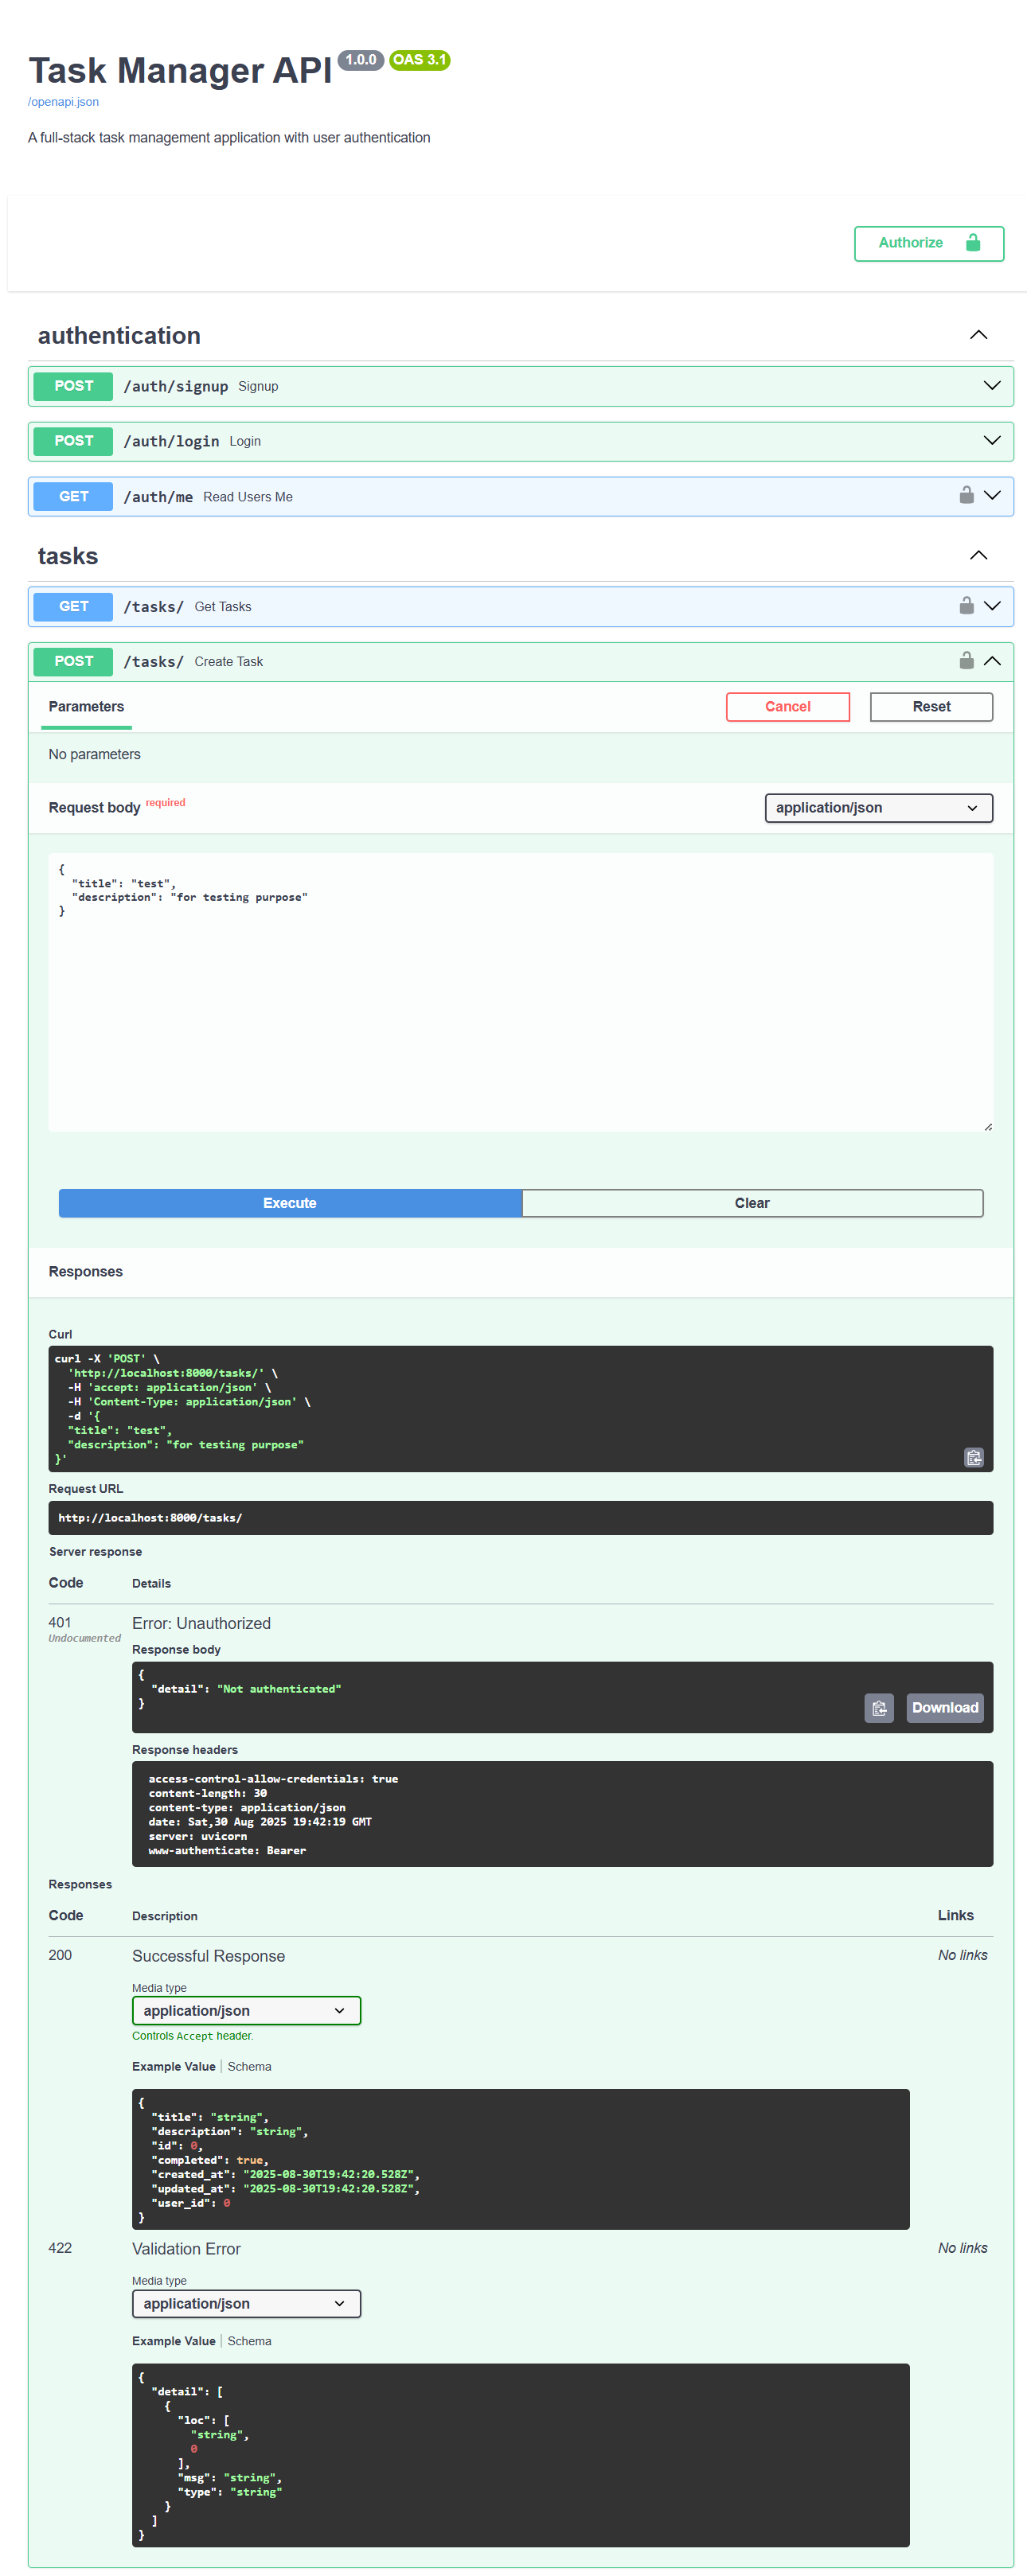 Task Manager API 1.0.0 OAS 3.1
/openapi.json
A full-stack task management application with user authentication
Authorize
authentication
POST /auth/signup Signup
POST /auth/login Login
GET /auth/me Read Users Me
tasks
GET /tasks/ Get Tasks
POST /tasks/ Create Task
Parameters Cancel Reset
No parameters
Request body required application/json
{
  "title": "test",
  "description": "for testing purpose"
}
Execute Clear
Responses
Curl
curl -X 'POST' \
  'http://localhost:8000/tasks/' \
  -H 'accept: application/json' \
  -H 'Content-Type: application/json' \
  -d '{
  "title": "test",
  "description": "for testing purpose"
}'
Request URL
http://localhost:8000/tasks/
Server response
Code Details
401 Error: Unauthorized
Undocumented
Response body
{
  "detail": "Not authenticated"
}
Download
Response headers
access-control-allow-credentials: true
content-length: 30
content-type: application/json
date: Sat,30 Aug 2025 19:42:19 GMT
server: uvicorn
www-authenticate: Bearer
Responses
Code Description Links
200 Successful Response No links
Media type
application/json
Controls Accept header.
Example Value Schema
{
  "title": "string",
  "description": "string",
  "id": 0,
  "completed": true,
  "created_at": "2025-08-30T19:42:20.528Z",
  "updated_at": "2025-08-30T19:42:20.528Z",
  "user_id": 0
}
422 Validation Error No links
Media type
application/json
Example Value Schema
{
  "detail": [
    {
      "loc": [
        "string",
        0
      ],
      "msg": "string",
      "type": "string"
    }
  ]
}